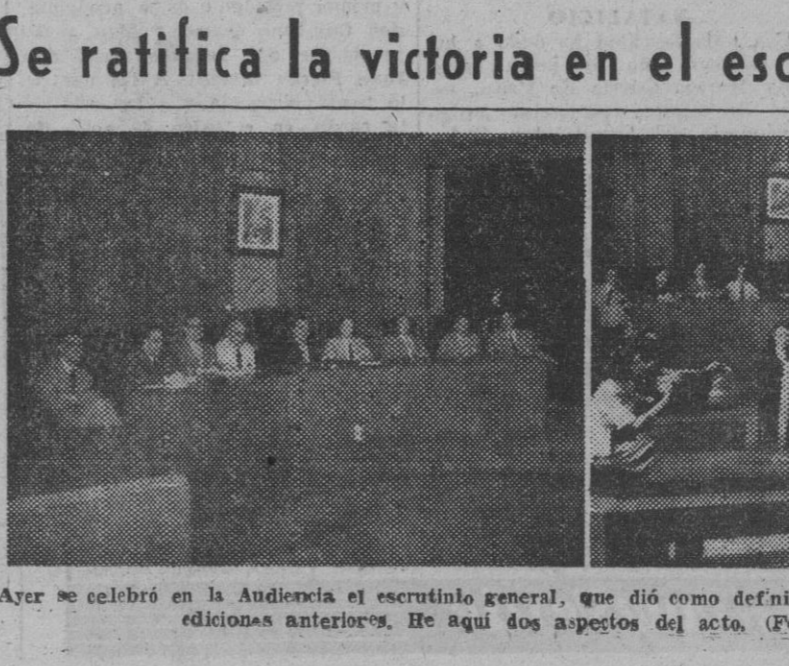 Se ratifica la victoria en el esc
Ayer se celebró en la Audiencia el escrutinio general, que dió como defini
ediciones anteriores. He aquí dos aspectos del acto. (Fo